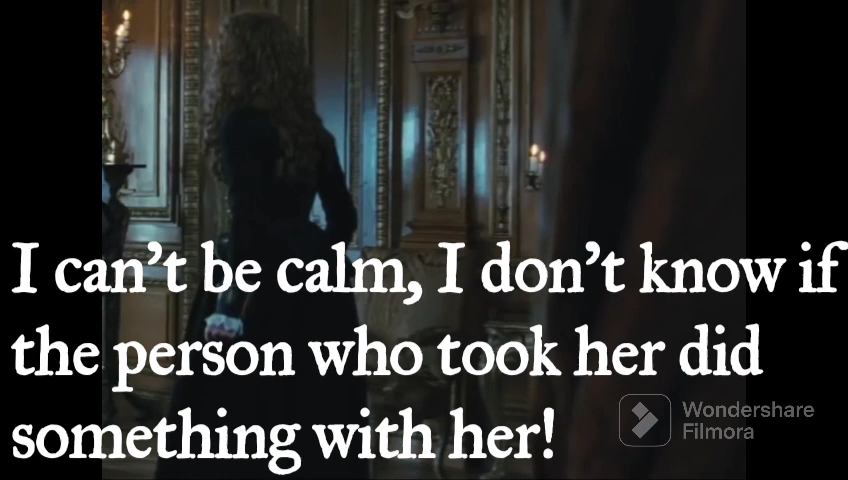 I can't be calm, I don't know if
the person who took her did
something with her!
Wondershare
Filmora